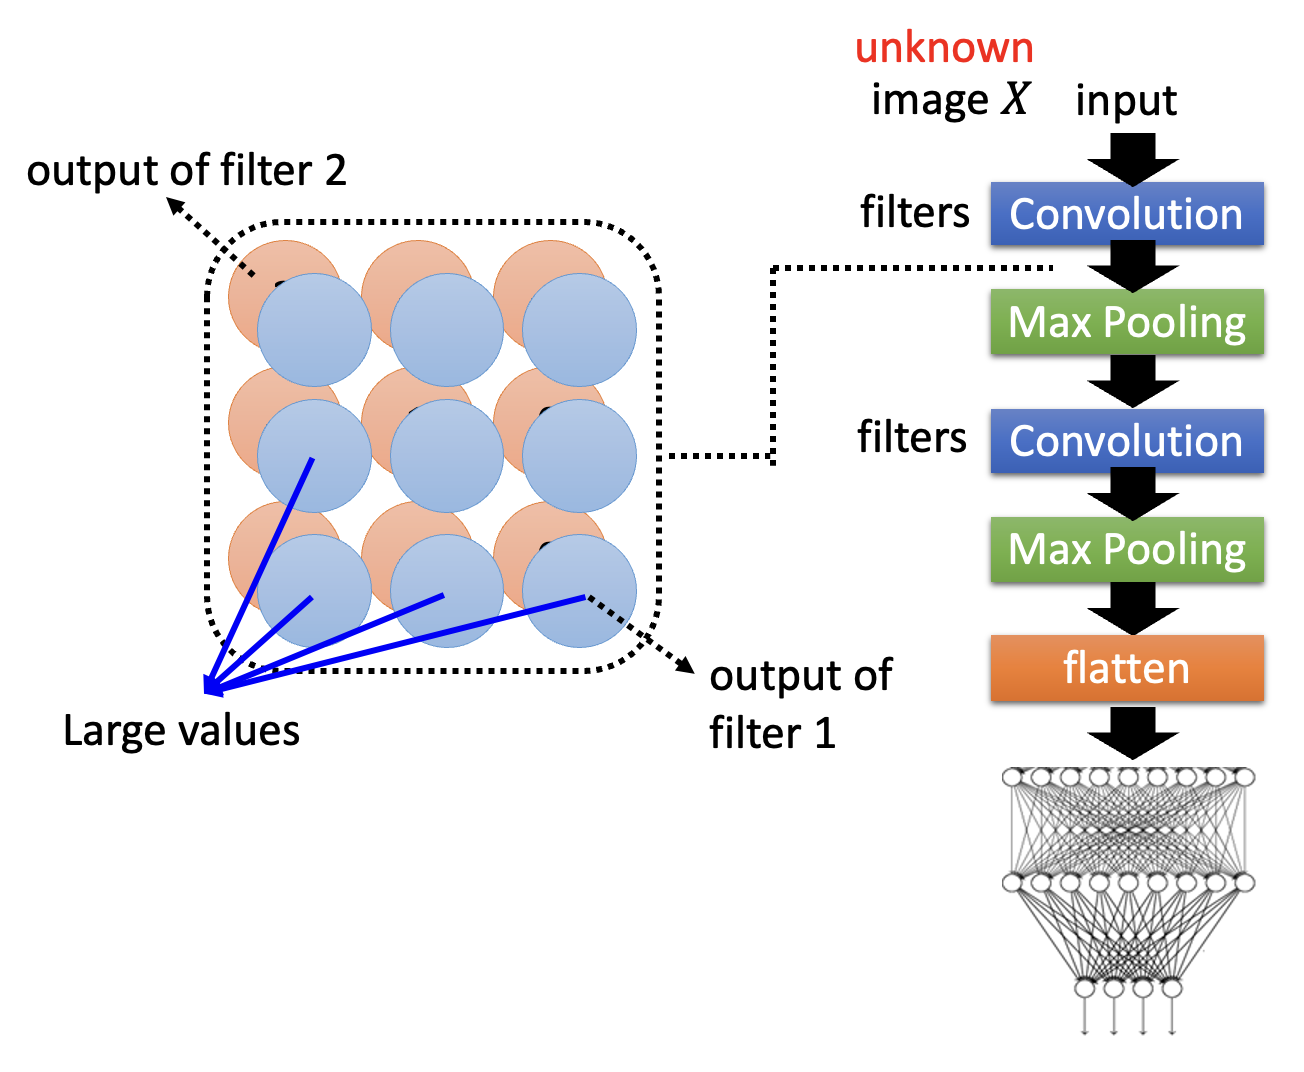 unknown
image X input
output of filter 2
filters Convolution
Max Pooling
filters Convolution
Max Pooling
flatten
output of
filter 1
Large values